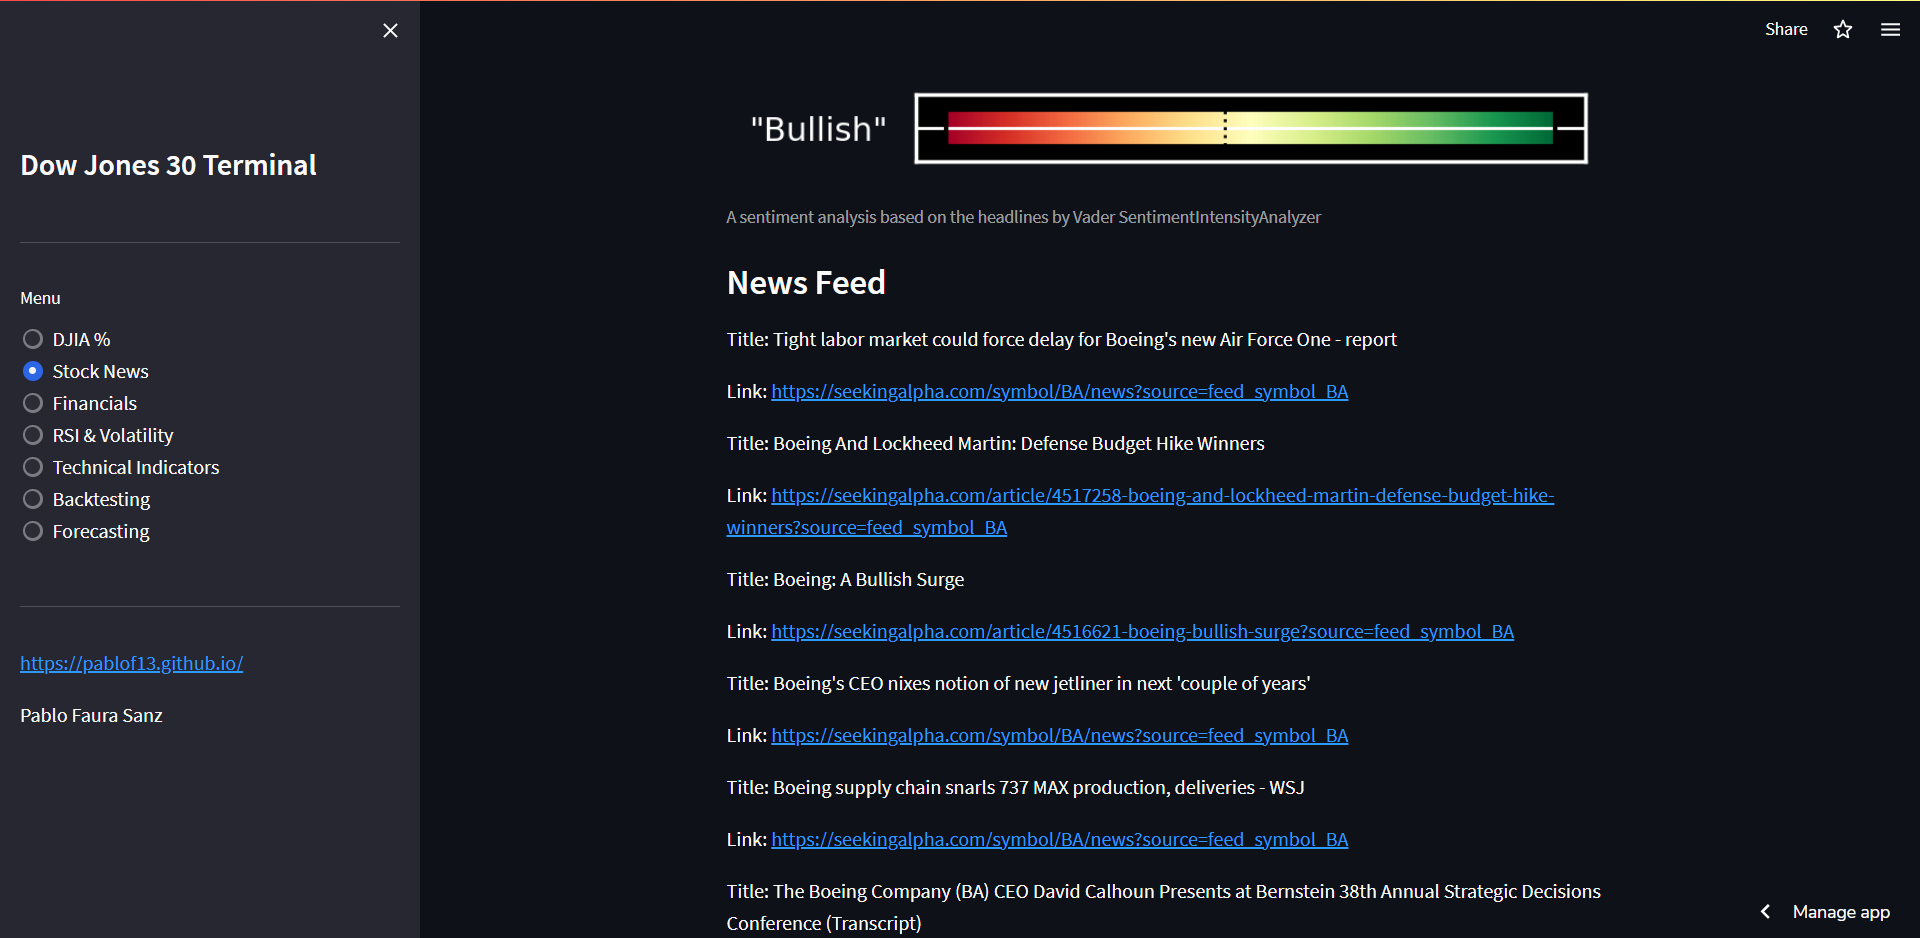 Share
Dow Jones 30 Terminal
Menu
DJIA %
Stock News
Financials
RSI & Volatility
Technical Indicators
Backtesting
Forecasting
https://pablof13.github.io/
Pablo Faura Sanz
"Bullish"
A sentiment analysis based on the headlines by Vader SentimentIntensityAnalyzer
News Feed
Title: Tight labor market could force delay for Boeing's new Air Force One - report
Link: https://seekingalpha.com/symbol/BA/news?source=feed_symbol_BA
Title: Boeing And Lockheed Martin: Defense Budget Hike Winners
Link: https://seekingalpha.com/article/4517258-boeing-and-lockheed-martin-defense-budget-hike-
winners?source=feed_symbol_BA
Title: Boeing: A Bullish Surge
Link: https://seekingalpha.com/article/4516621-boeing-bullish-surge?source=feed_symbol_BA
Title: Boeing's CEO nixes notion of new jetliner in next 'couple of years'
Link: https://seekingalpha.com/symbol/BA/news?source=feed_symbol_BA
Title: Boeing supply chain snarls 737 MAX production, deliveries - WSJ
Link: https://seekingalpha.com/symbol/BA/news?source=feed_symbol_BA
Title: The Boeing Company (BA) CEO David Calhoun Presents at Bernstein 38th Annual Strategic Decisions
Conference (Transcript)
Manage app